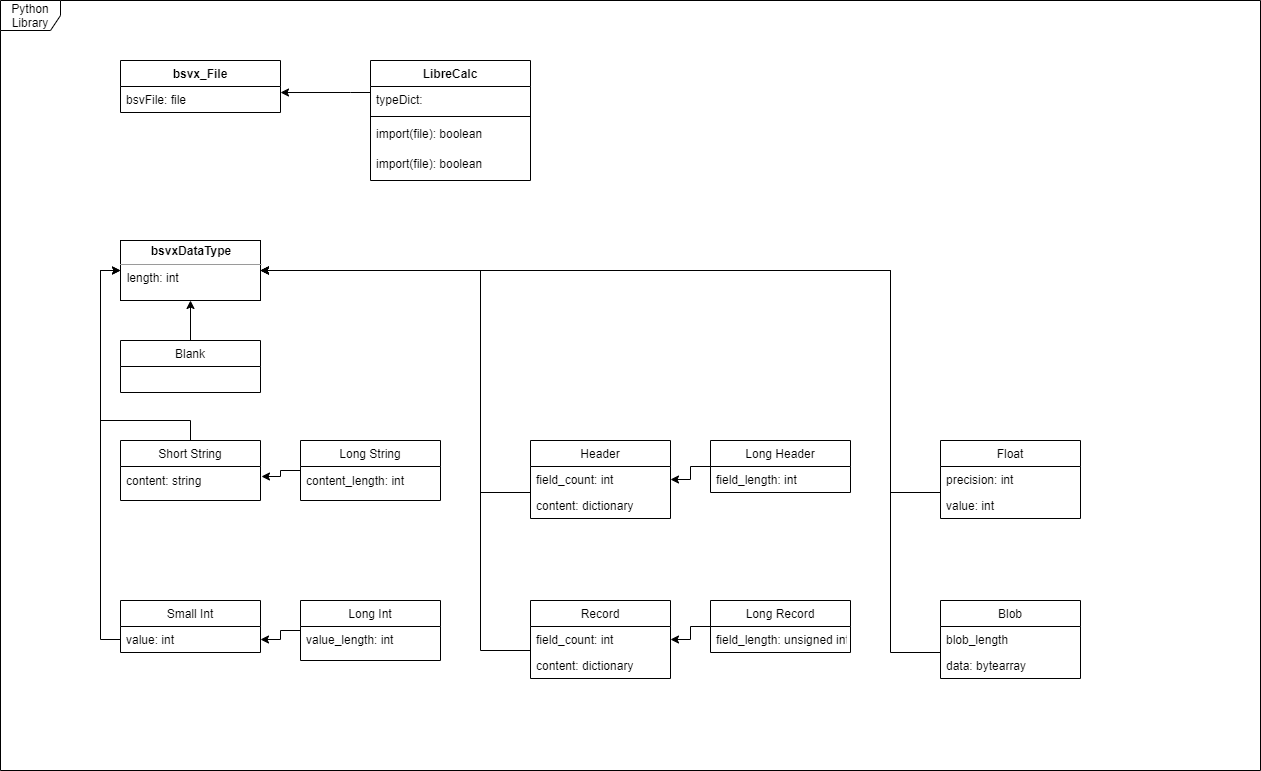 Python
Library
bsvx_File
bsvFile: file
LibreCalc
typeDict:
import(file): boolean
import(file): boolean
bsvxDataType
length: int
Blank
Short String
content: string
Long String
content_length: int
Header
field_count: int
content: dictionary
Long Header
field_length: int
Float
precision: int
value: int
Small Int
value: int
Long Int
value_length: int
Record
field_count: int
content: dictionary
Long Record
field_length: unsigned int
Blob
blob_length
data: bytearray